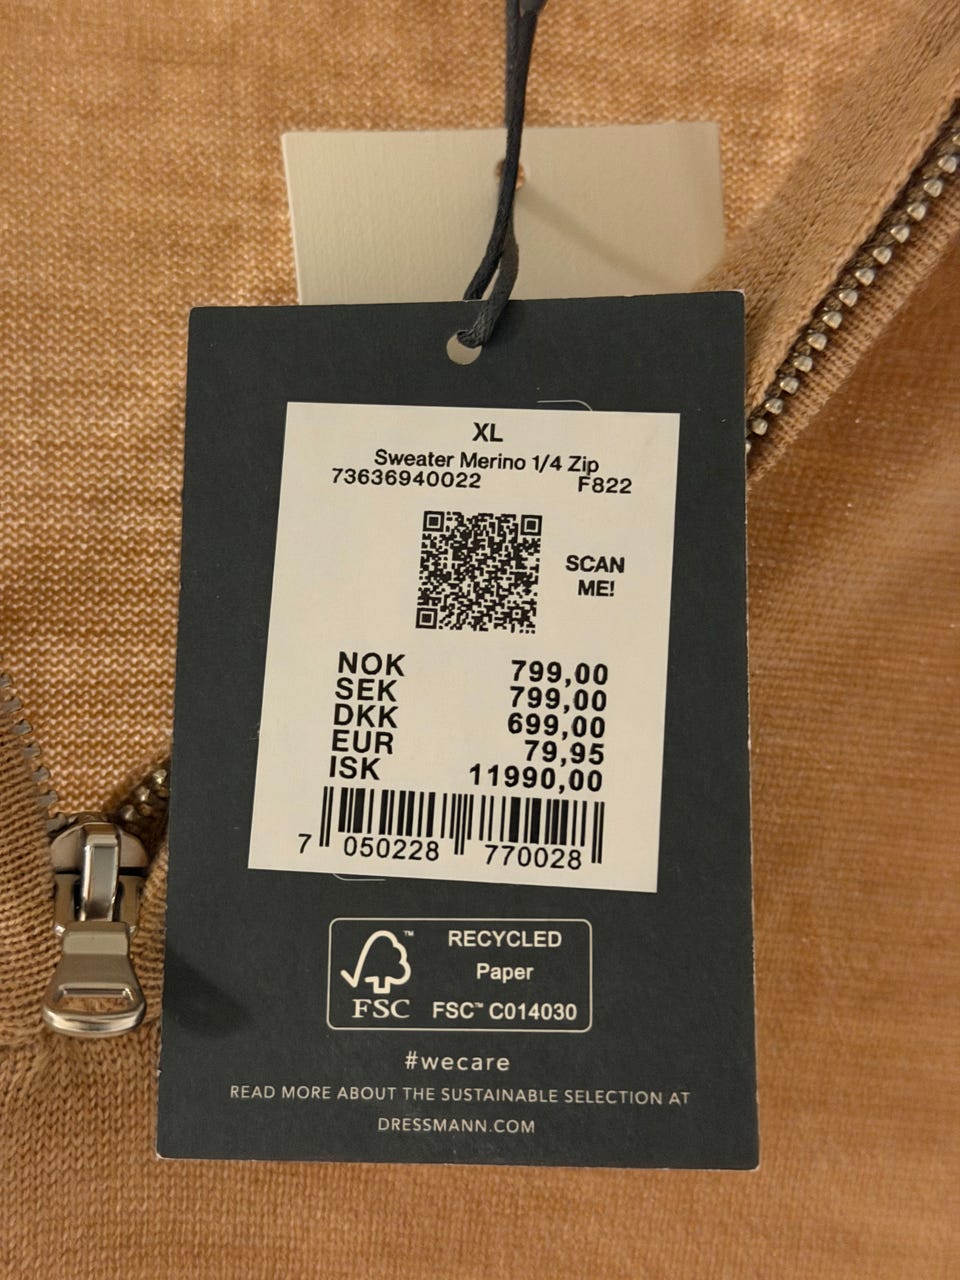 XL
Sweater Merino 1/4 Zip
73636940022 F822
SCAN
ME!
NOK 799,00
SEK 799,00
DKK 699,00
EUR 79,95
ISK 11990,00
7 050228 770028
FSC™
RECYCLED
Paper
FSC™ C014030
#wecare
READ MORE ABOUT THE SUSTAINABLE SELECTION AT
DRESSMANN.COM